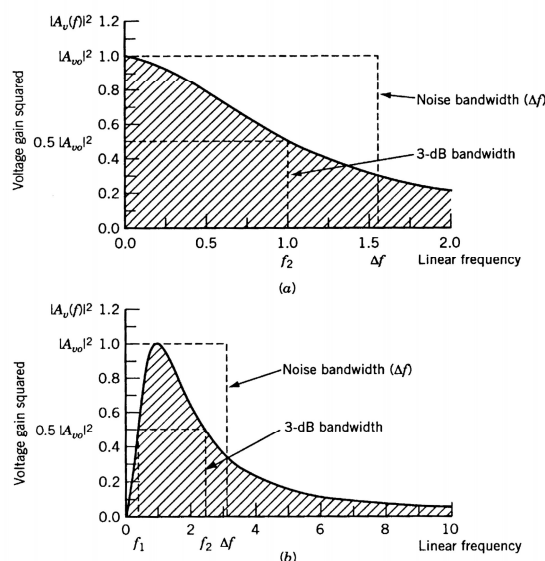 |A_v(f)|² 1.2
|A_vo|² 1.0
0.8
0.6
0.5 |A_vo|²
0.4
0.2
0.0
Voltage gain squared
Noise bandwidth (Δf)
3-dB bandwidth
0.0 0.5 1.0 1.5 2.0
f₂ Δf Linear frequency
(a)
|A_v(f)|² 1.2
|A_vo|² 1.0
0.8
0.6
0.5 |A_vo|²
0.4
0.2
0.0
Voltage gain squared
Noise bandwidth (Δf)
3-dB bandwidth
0 2 4 6 8 10
f₁ f₂ Δf Linear frequency
(b)